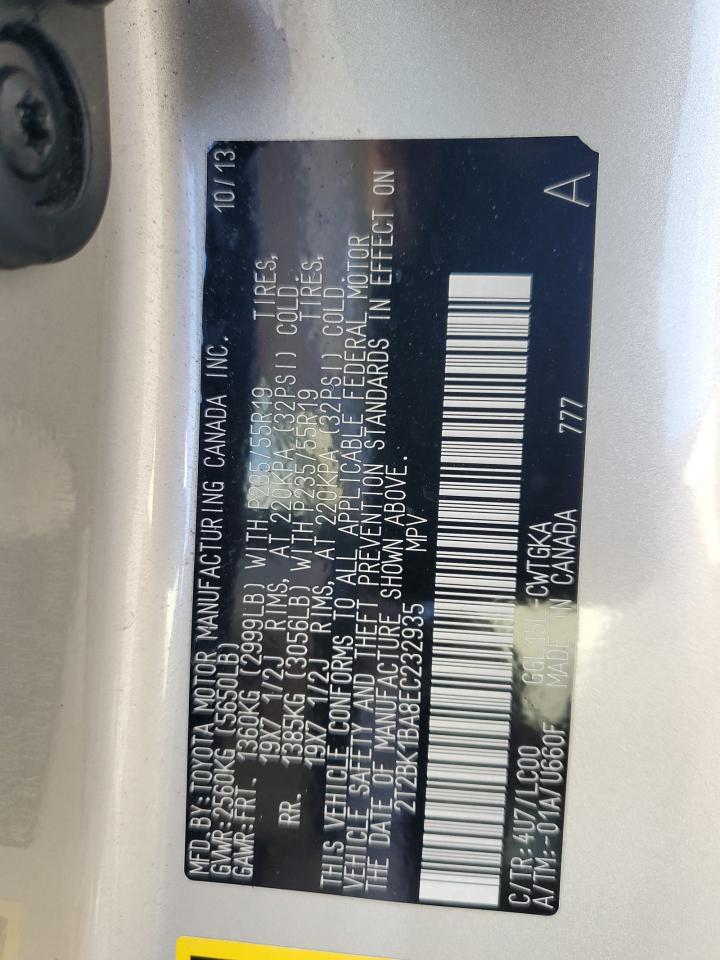 MFD. BY:TOYOTA MOTOR MANUFACTURING CANADA INC. 10/13
GVWR:2560KG (5650LB)
GAWR:FRT. 1360KG (2999LB) WITH P235/55R19 TIRES,
19X7 1/2J RIMS, AT 220KPA (32PSI) COLD.
RR. 1385KG (3056LB) WITH P235/55R19 TIRES,
19X7 1/2J RIMS, AT 220KPA (32PSI) COLD.
THIS VEHICLE CONFORMS TO ALL APPLICABLE FEDERAL MOTOR
VEHICLE SAFETY AND THEFT PREVENTION STANDARDS IN EFFECT ON
THE DATE OF MANUFACTURE SHOWN ABOVE.
2T2BK1BA8EC232935 MPV
C/TR:4U7/LC00 GGL15L-CWTGKA 777 A
A/TM:-01A/U660F MADE IN CANADA